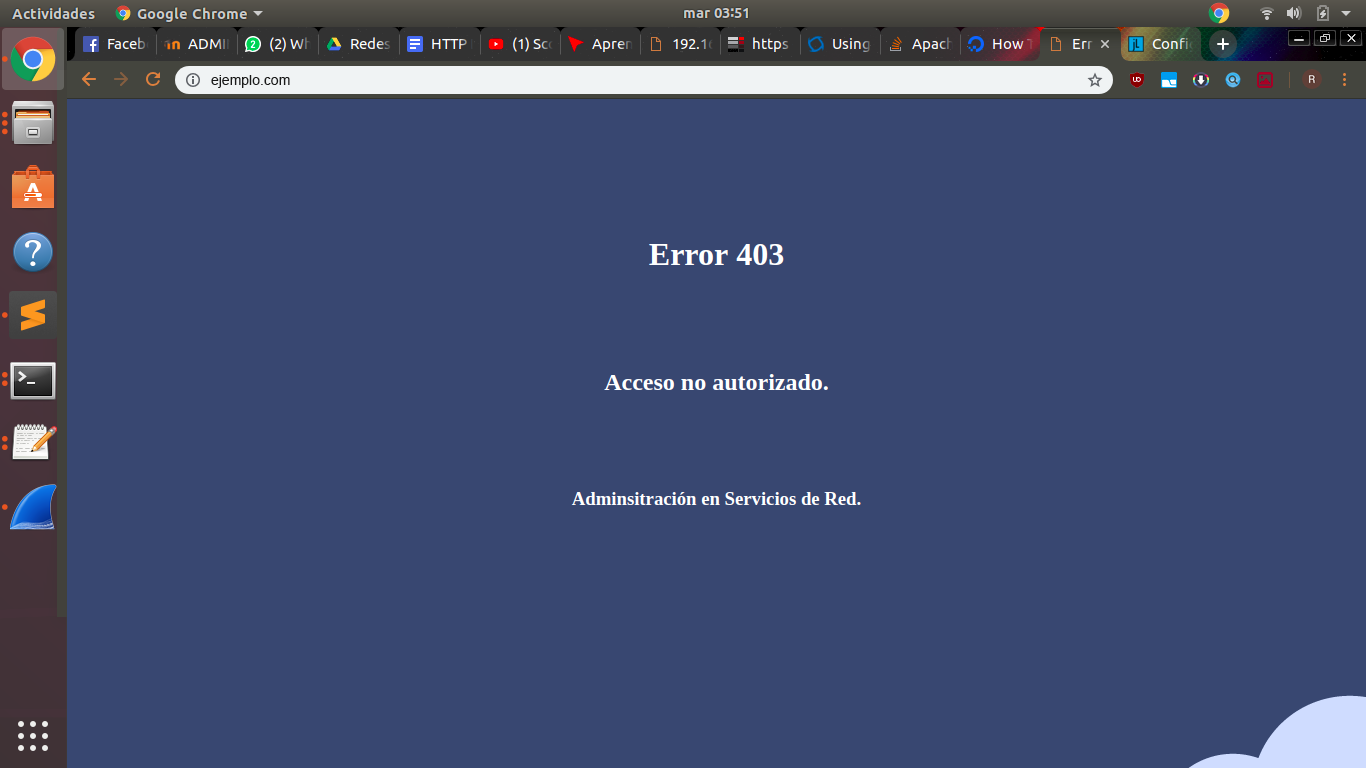 Actividades Google Chrome mar 03:51
Faceb ADMI (2) Wh Redes HTTP (1) Sc Apren 192.1 https Using Apach How T Err Confi
ejemplo.com R
Error 403
Acceso no autorizado.
Adminsitración en Servicios de Red.